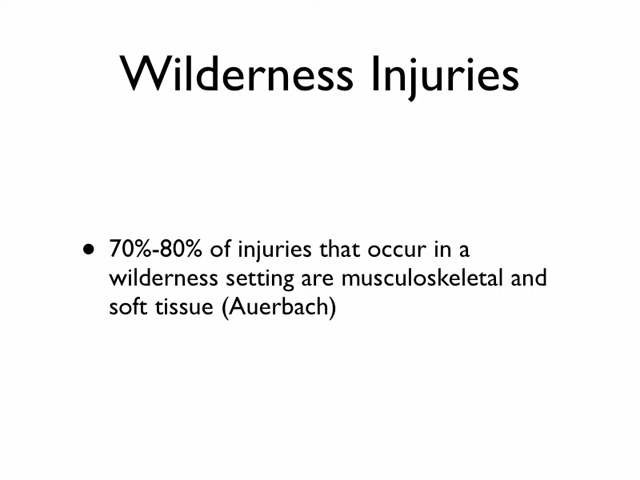 Wilderness Injuries
• 70%-80% of injuries that occur in a
wilderness setting are musculoskeletal and
soft tissue (Auerbach)